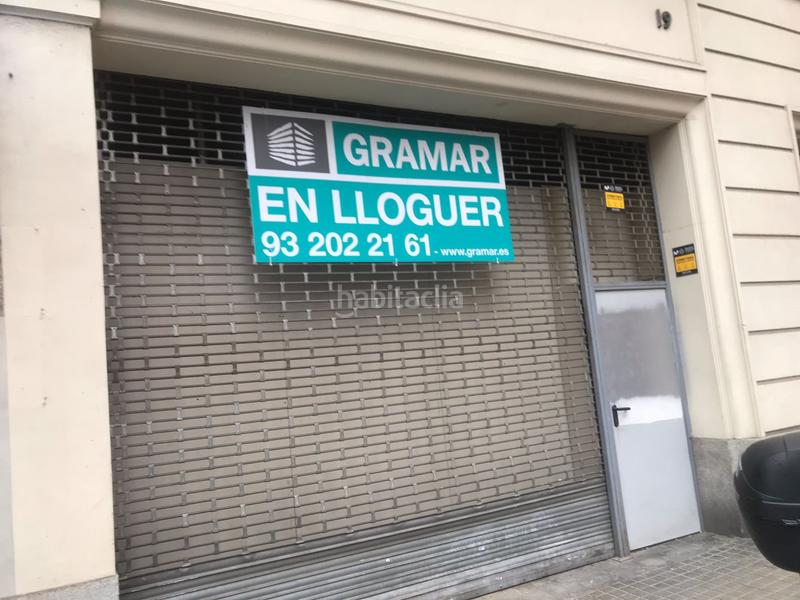 19
GRAMAR
EN LLOGUER
93 202 21 61 - www.gramar.es
habitaclia